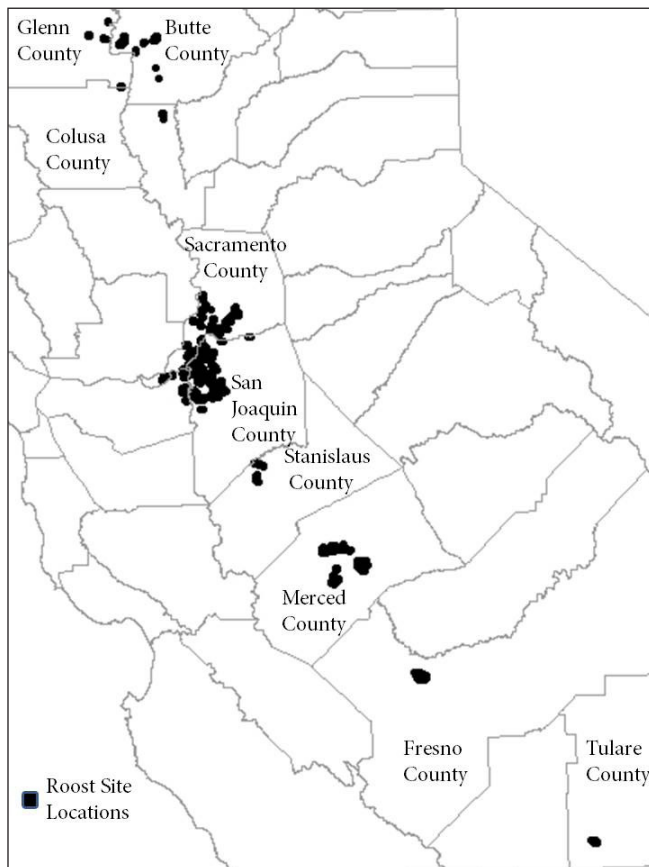 Glenn
County
Butte
County
Colusa
County
Sacramento
County
San
Joaquin
County
Stanislaus
County
Merced
County
Fresno
County
Tulare
County
Roost Site
Locations